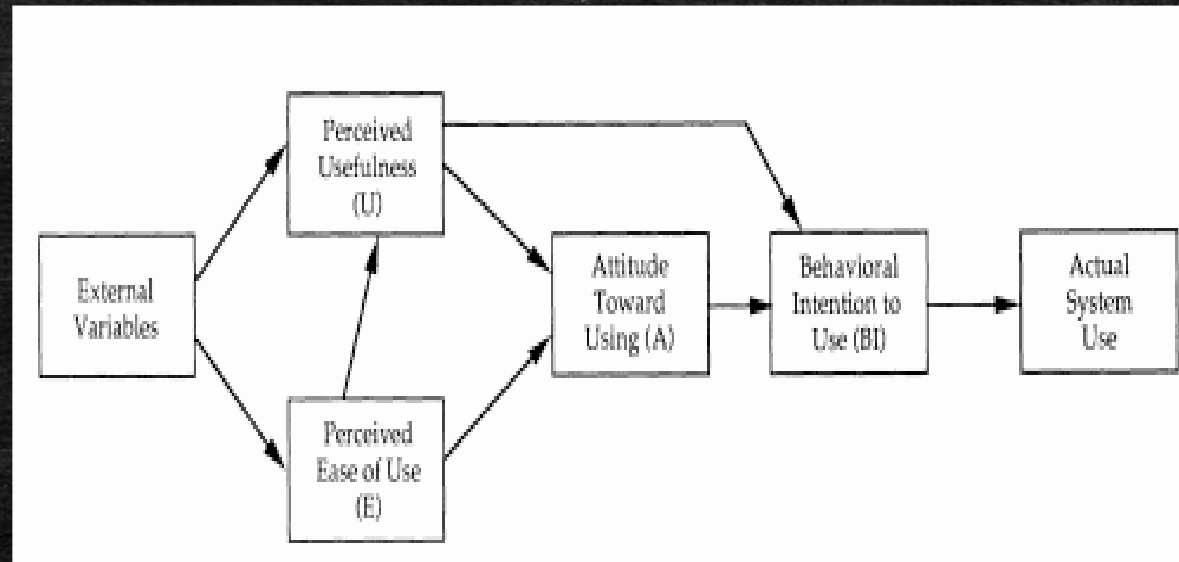 Perceived
Usefulness
(U)
External
Variables
Attitude
Toward
Using (A)
Behavioral
Intention to
Use (BI)
Actual
System
Use
Perceived
Ease of Use
(E)